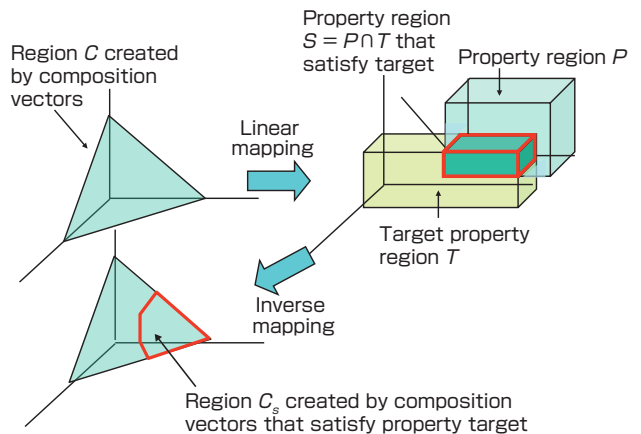 Region C created
by composition
vectors
Linear
mapping
Property region
S = P∩T that
satisfy target
Property region P
Target property
region T
Inverse
mapping
Region Cs created by composition
vectors that satisfy property target